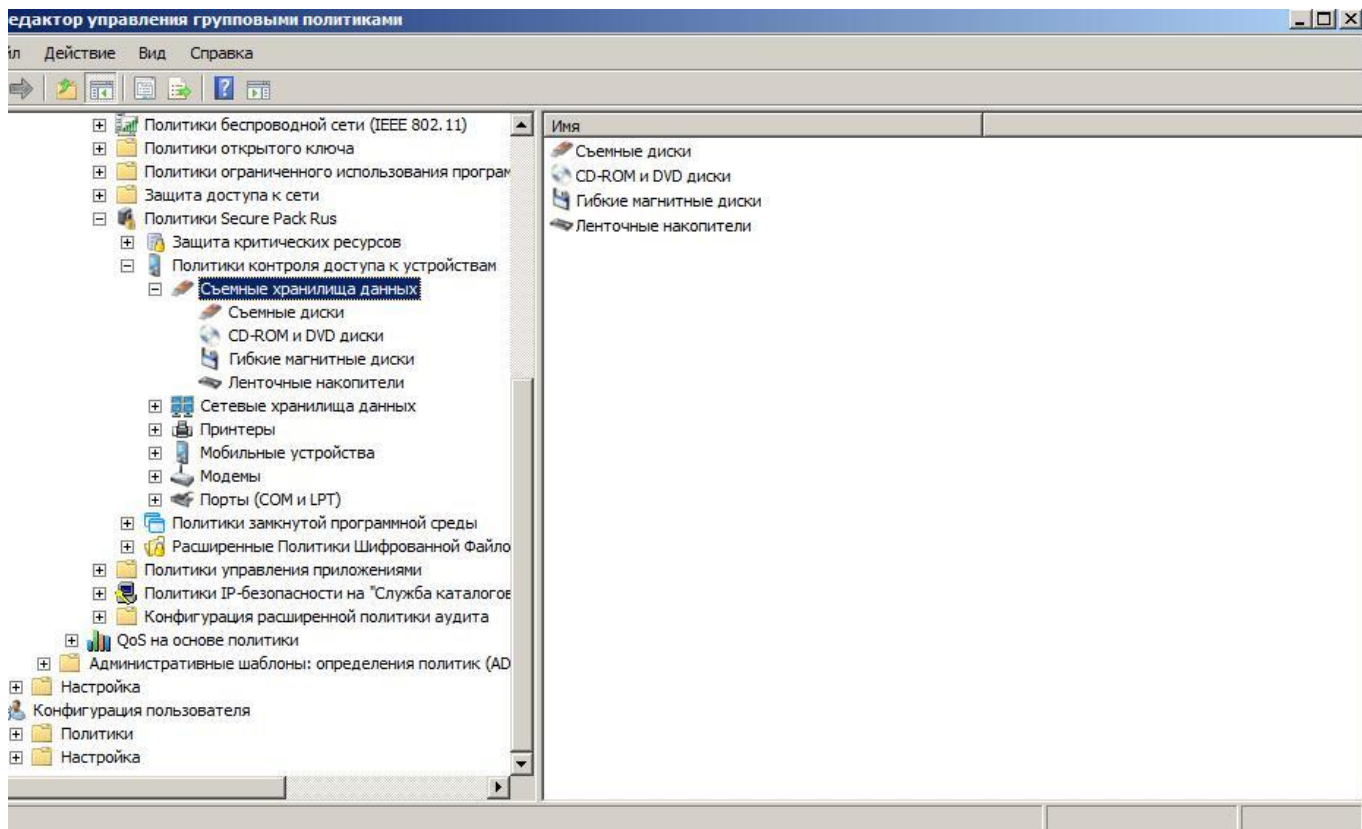 едактор управления групповыми политиками
йл Действие Вид Справка
Политики беспроводной сети (IEEE 802.11)
Политики открытого ключа
Политики ограниченного использования програм
Защита доступа к сети
Политики Secure Pack Rus
Защита критических ресурсов
Политики контроля доступа к устройствам
Съемные хранилища данных
Съемные диски
CD-ROM и DVD диски
Гибкие магнитные диски
Ленточные накопители
Сетевые хранилища данных
Принтеры
Мобильные устройства
Модемы
Порты (COM и LPT)
Политики замкнутой программной среды
Расширенные Политики Шифрованной Файло
Политики управления приложениями
Политики IP-безопасности на "Служба каталогов
Конфигурация расширенной политики аудита
QoS на основе политики
Административные шаблоны: определения политик (AD
Настройка
Конфигурация пользователя
Политики
Настройка
Имя
Съемные диски
CD-ROM и DVD диски
Гибкие магнитные диски
Ленточные накопители